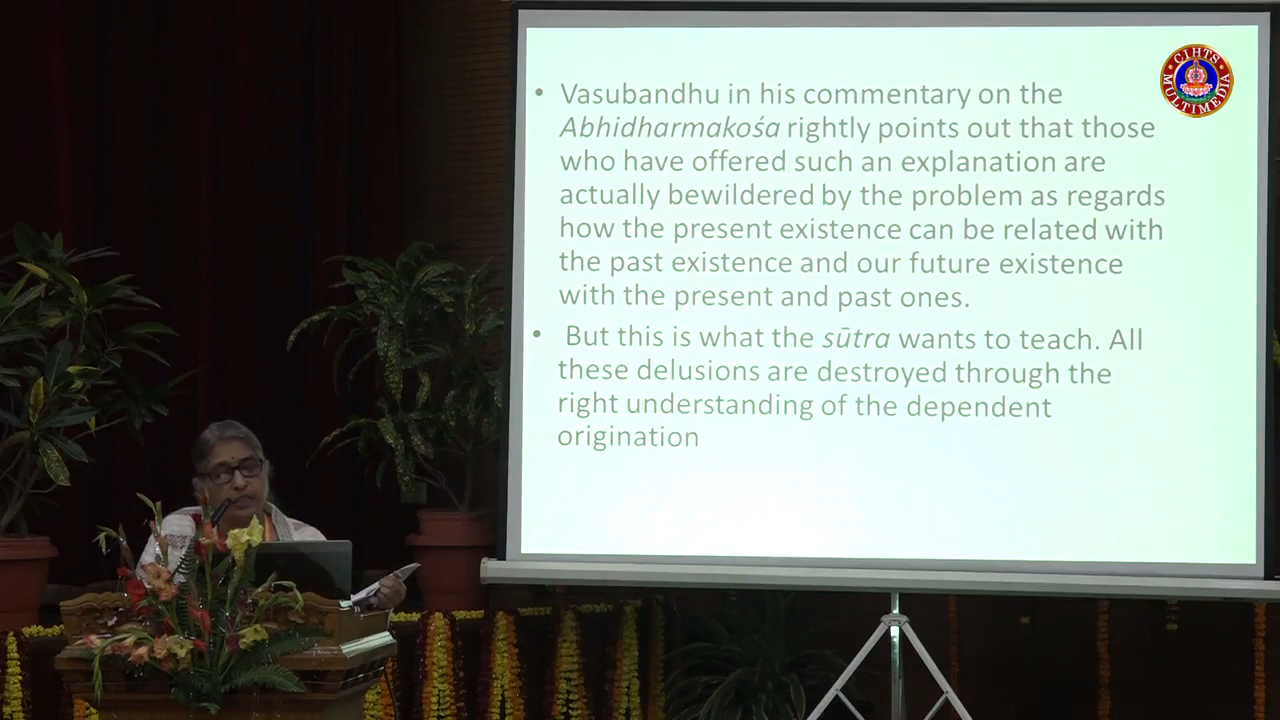 • Vasubandhu in his commentary on the
Abhidharmakośa rightly points out that those
who have offered such an explanation are
actually bewildered by the problem as regards
how the present existence can be related with
the past existence and our future existence
with the present and past ones.
• But this is what the sūtra wants to teach. All
these delusions are destroyed through the
right understanding of the dependent
origination
CIHTS
MULTIMEDIA